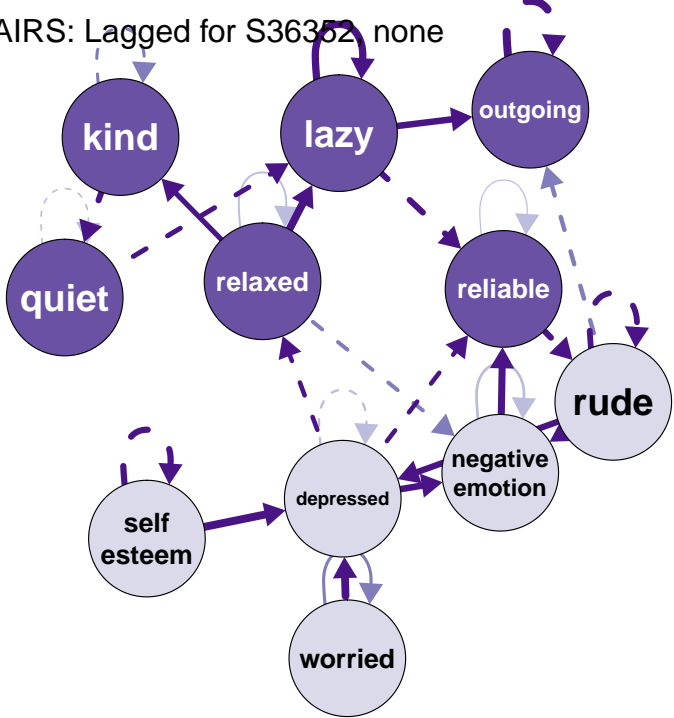 AIRS: Lagged for S36352, none
outgoing
kind
lazy
relaxed
reliable
quiet
rude
negative
emotion
depressed
self
esteem
worried